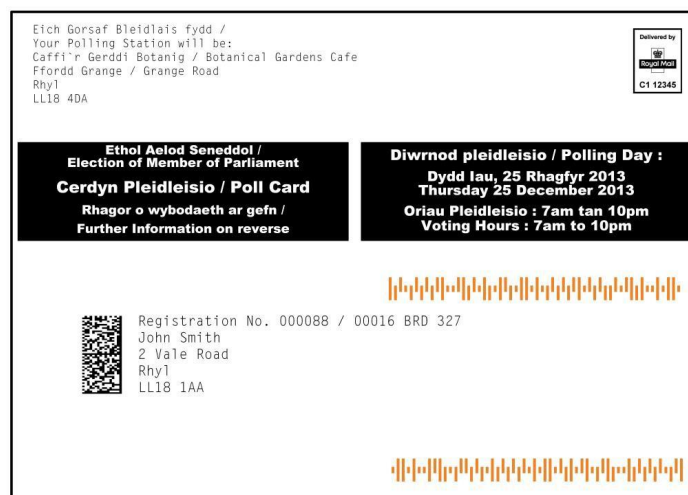 Eich Gorsaf Bleidlais fydd /
Your Polling Station will be:
Caffi`r Gerddi Botanig / Botanical Gardens Cafe
Ffordd Grange / Grange Road
Rhyl
LL18 4DA
Delivered by
Royal Mail
C1 12345
Ethol Aelod Seneddol /
Election of Member of Parliament
Cerdyn Pleidleisio / Poll Card
Rhagor o wybodaeth ar gefn /
Further Information on reverse
Diwrnod pleidleisio / Polling Day :
Dydd Iau, 25 Rhagfyr 2013
Thursday 25 December 2013
Oriau Pleidleisio : 7am tan 10pm
Voting Hours : 7am to 10pm
Registration No. 000088 / 00016 BRD 327
John Smith
2 Vale Road
Rhyl
LL18 1AA